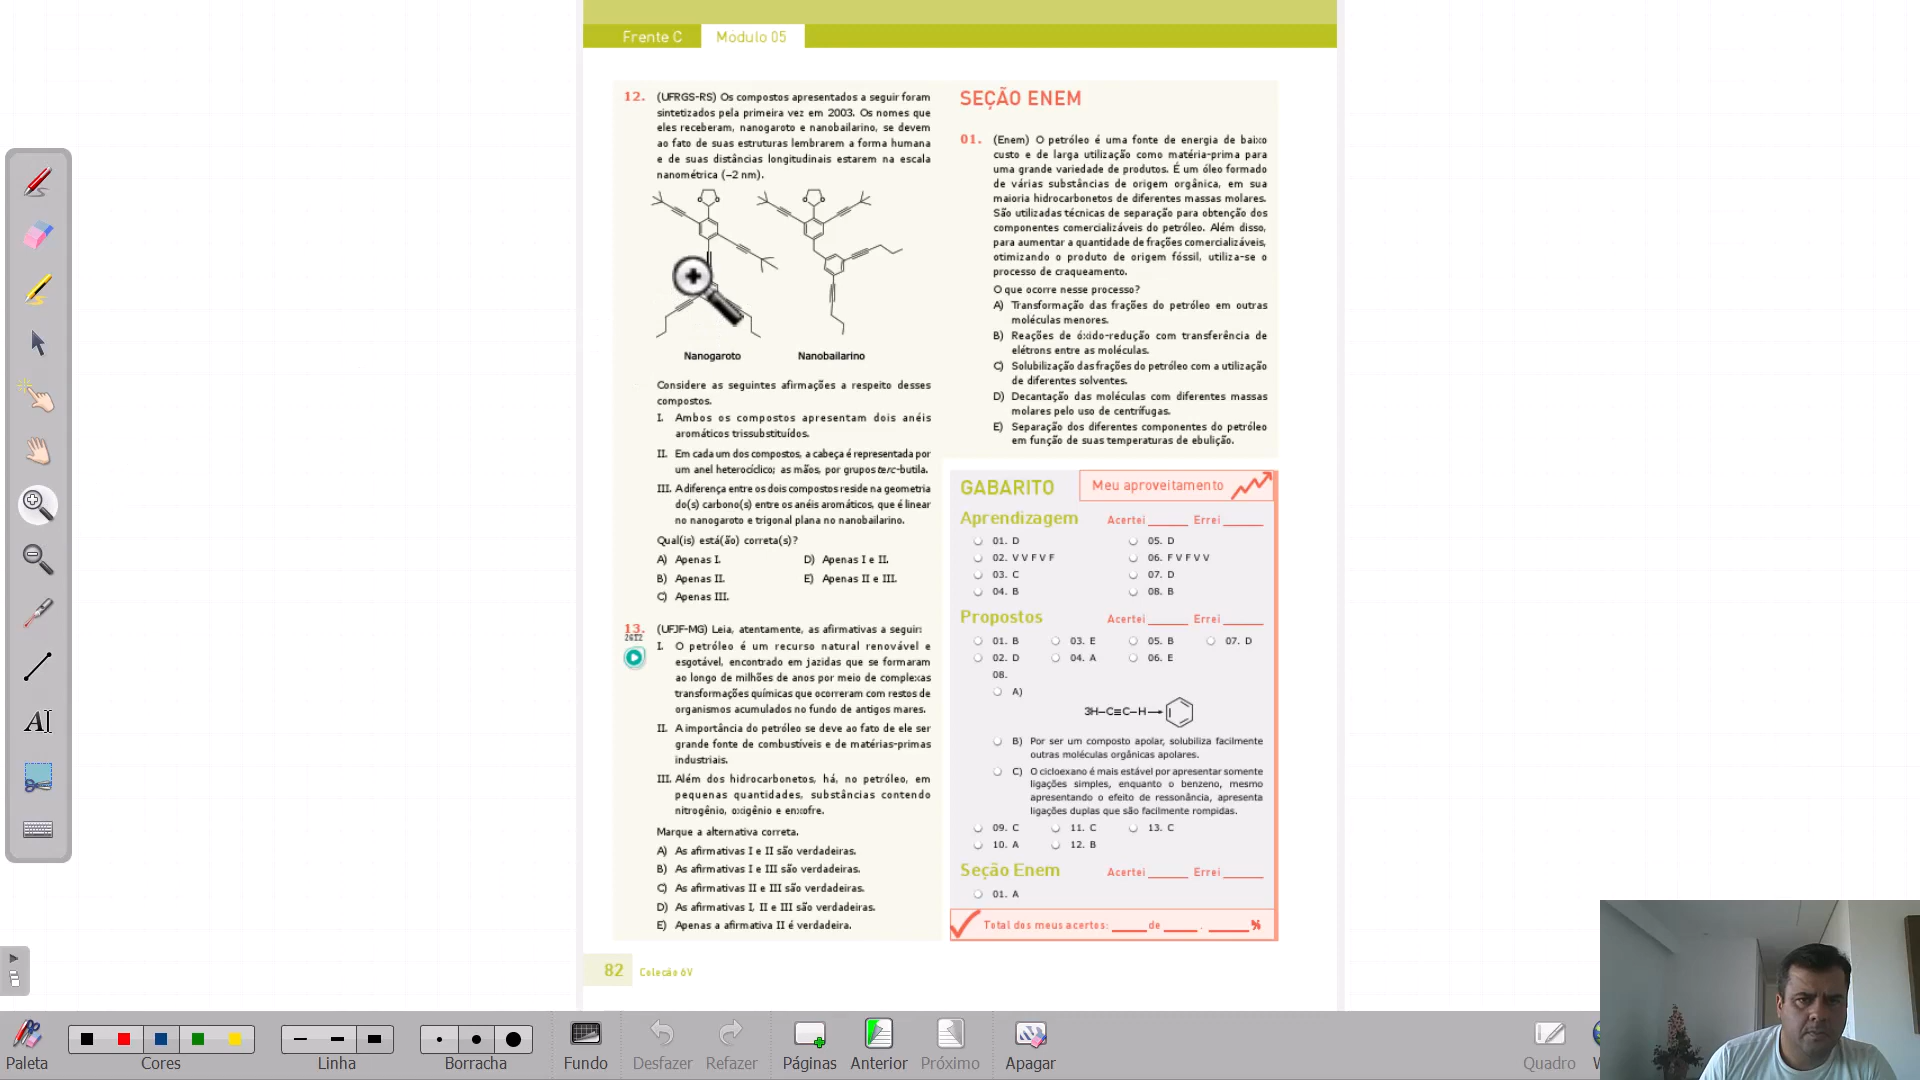 Frente C
Módulo 05
12. (UFRGS-RS) Os compostos apresentados a seguir foram
sintetizados pela primeira vez em 2003. Os nomes que
eles receberam, nanogaroto e nanobailarino, se devem
ao fato de suas estruturas lembrarem a forma humana
e de suas distâncias longitudinais estarem na escala
nanométrica (–2 nm).
O O
O O
Nanogaroto
Nanobailarino
Considere as seguintes afirmações a respeito desses
compostos.
I. Ambos os compostos apresentam dois anéis
aromáticos trissubstituídos.
II. Em cada um dos compostos, a cabeça é representada por
um anel heterocíclico; as mãos, por grupos terc-butila.
III. A diferença entre os dois compostos reside na geometria
do(s) carbono(s) entre os anéis aromáticos, que é linear
no nanogaroto e trigonal plana no nanobailarino.
Qual(is) está(ão) correta(s)?
A) Apenas I.
D) Apenas I e II.
B) Apenas II.
E) Apenas II e III.
C) Apenas III.
13. (UFJF-MG) Leia, atentamente, as afirmativas a seguir:
2GT2
I. O petróleo é um recurso natural renovável e
esgotável, encontrado em jazidas que se formaram
ao longo de milhões de anos por meio de complexas
transformações químicas que ocorreram com restos de
organismos acumulados no fundo de antigos mares.
II. A importância do petróleo se deve ao fato de ele ser
grande fonte de combustíveis e de matérias-primas
industriais.
III. Além dos hidrocarbonetos, há, no petróleo, em
pequenas quantidades, substâncias contendo
nitrogênio, oxigênio e enxofre.
Marque a alternativa correta.
A) As afirmativas I e II são verdadeiras.
B) As afirmativas I e III são verdadeiras.
C) As afirmativas II e III são verdadeiras.
D) As afirmativas I, II e III são verdadeiras.
E) Apenas a afirmativa II é verdadeira.
82 Coleção 6V
SEÇÃO ENEM
01. (Enem) O petróleo é uma fonte de energia de baixo
custo e de larga utilização como matéria-prima para
uma grande variedade de produtos. É um óleo formado
de várias substâncias de origem orgânica, em sua
maioria hidrocarbonetos de diferentes massas molares.
São utilizadas técnicas de separação para obtenção dos
componentes comercializáveis do petróleo. Além disso,
para aumentar a quantidade de frações comercializáveis,
otimizando o produto de origem fóssil, utiliza-se o
processo de craqueamento.
O que ocorre nesse processo?
A) Transformação das frações do petróleo em outras
moléculas menores.
B) Reações de óxido-redução com transferência de
elétrons entre as moléculas.
C) Solubilização das frações do petróleo com a utilização
de diferentes solventes.
D) Decantação das moléculas com diferentes massas
molares pelo uso de centrífugas.
E) Separação dos diferentes componentes do petróleo
em função de suas temperaturas de ebulição.
GABARITO
Meu aproveitamento
Aprendizagem Acertei ______ Errei ______
01. D
05. D
02. V V F V F
06. F V F V V
03. C
07. D
04. B
08. B
Propostos Acertei ______ Errei ______
01. B 03. E 05. B 07. D
02. D 04. A 06. E
08.
A)
3H–C≡C–H
B) Por ser um composto apolar, solubiliza facilmente
outras moléculas orgânicas apolares.
C) O cicloexano é mais estável por apresentar somente
ligações simples, enquanto o benzeno, mesmo
apresentando o efeito de ressonância, apresenta
ligações duplas que são facilmente rompidas.
09. C 11. C 13. C
10. A 12. B
Seção Enem Acertei ______ Errei ______
01. A
Total dos meus acertos: _____ de _____ . ______ %
AI
Paleta
Cores
Linha
Borracha
Fundo
Desfazer
Refazer
Páginas
Anterior
Próximo
Apagar
Quadro